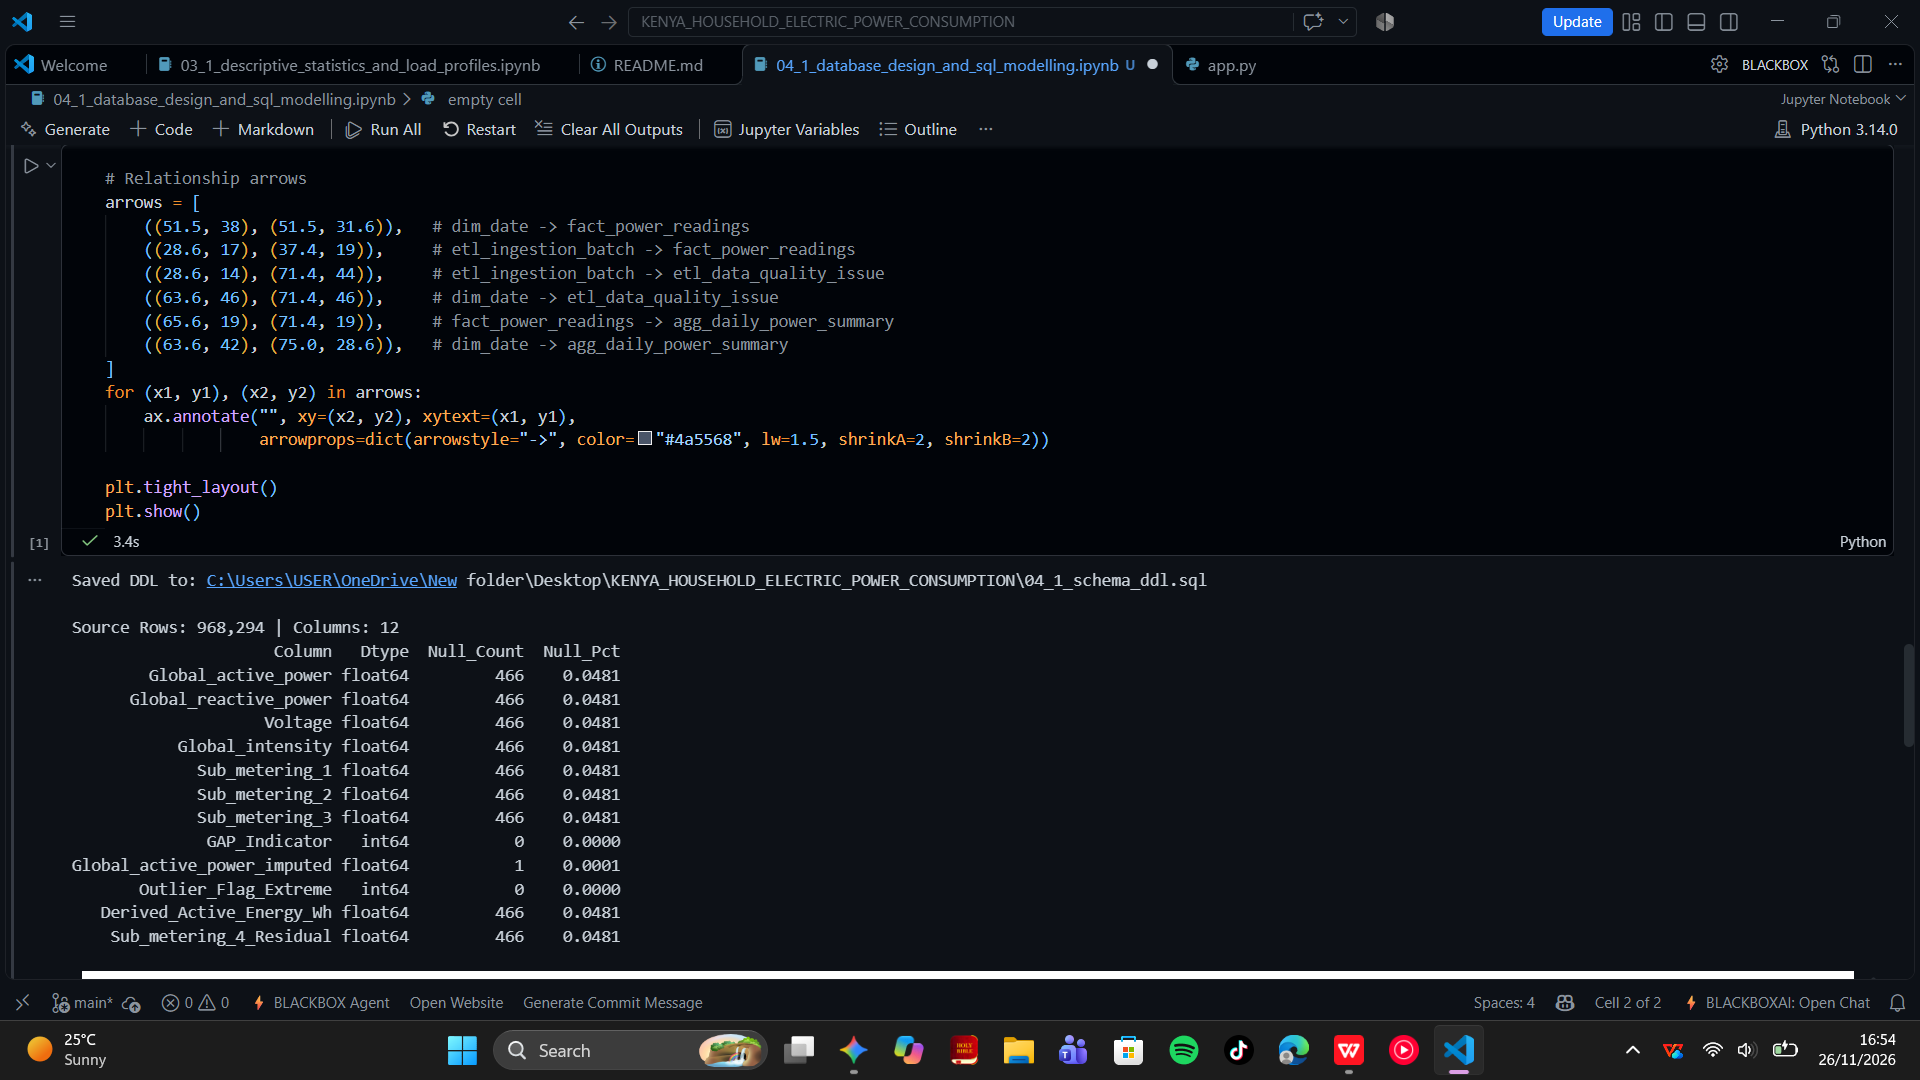 KENYA_HOUSEHOLD_ELECTRIC_POWER_CONSUMPTION
Update
Welcome
03_1_descriptive_statistics_and_load_profiles.ipynb
README.md
04_1_database_design_and_sql_modelling.ipynb U
app.py
BLACKBOX
04_1_database_design_and_sql_modelling.ipynb > empty cell
Jupyter Notebook
Generate + Code + Markdown | Run All Restart Clear All Outputs | Jupyter Variables Outline ...
Python 3.14.0
# Relationship arrows
arrows = [
((51.5, 38), (51.5, 31.6)), # dim_date -> fact_power_readings
((28.6, 17), (37.4, 19)), # etl_ingestion_batch -> fact_power_readings
((28.6, 14), (71.4, 44)), # etl_ingestion_batch -> etl_data_quality_issue
((63.6, 46), (71.4, 46)), # dim_date -> etl_data_quality_issue
((65.6, 19), (71.4, 19)), # fact_power_readings -> agg_daily_power_summary
((63.6, 42), (75.0, 28.6)), # dim_date -> agg_daily_power_summary
]
for (x1, y1), (x2, y2) in arrows:
ax.annotate("", xy=(x2, y2), xytext=(x1, y1),
arrowprops=dict(arrowstyle="->", color="#4a5568", lw=1.5, shrinkA=2, shrinkB=2))
plt.tight_layout()
plt.show()
[1] 3.4s
Python
Saved DDL to: C:\Users\USER\OneDrive\New folder\Desktop\KENYA_HOUSEHOLD_ELECTRIC_POWER_CONSUMPTION\04_1_schema_ddl.sql
Source Rows: 968,294 | Columns: 12
Column Dtype Null_Count Null_Pct
Global_active_power float64 466 0.0481
Global_reactive_power float64 466 0.0481
Voltage float64 466 0.0481
Global_intensity float64 466 0.0481
Sub_metering_1 float64 466 0.0481
Sub_metering_2 float64 466 0.0481
Sub_metering_3 float64 466 0.0481
GAP_Indicator int64 0 0.0000
Global_active_power_imputed float64 1 0.0001
Outlier_Flag_Extreme int64 0 0.0000
Derived_Active_Energy_Wh float64 466 0.0481
Sub_metering_4_Residual float64 466 0.0481
main* 0 0 BLACKBOX Agent Open Website Generate Commit Message
Spaces: 4 Cell 2 of 2 BLACKBOXAI: Open Chat
25°C
Sunny
Search
HOLY BIBLE
16:54
26/11/2026